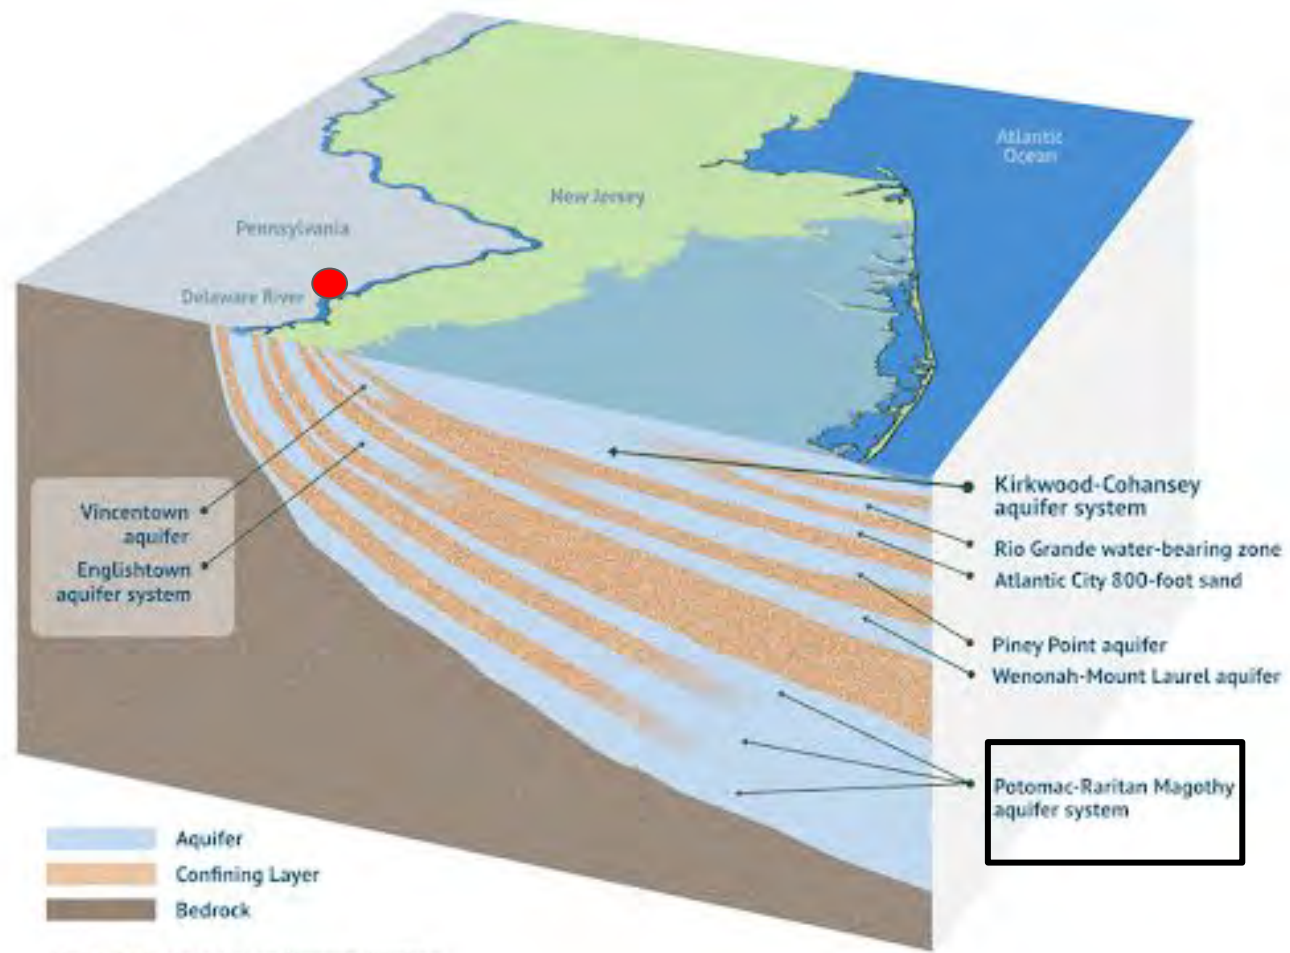 Atlantic
Ocean
New Jersey
Pennsylvania
Delaware River
Vincentown
aquifer
Englishtown
aquifer system
Kirkwood-Cohansey
aquifer system
Rio Grande water-bearing zone
Atlantic City 800-foot sand
Piney Point aquifer
Wenonah-Mount Laurel aquifer
Potomac-Raritan Magothy
aquifer system
Aquifer
Confining Layer
Bedrock